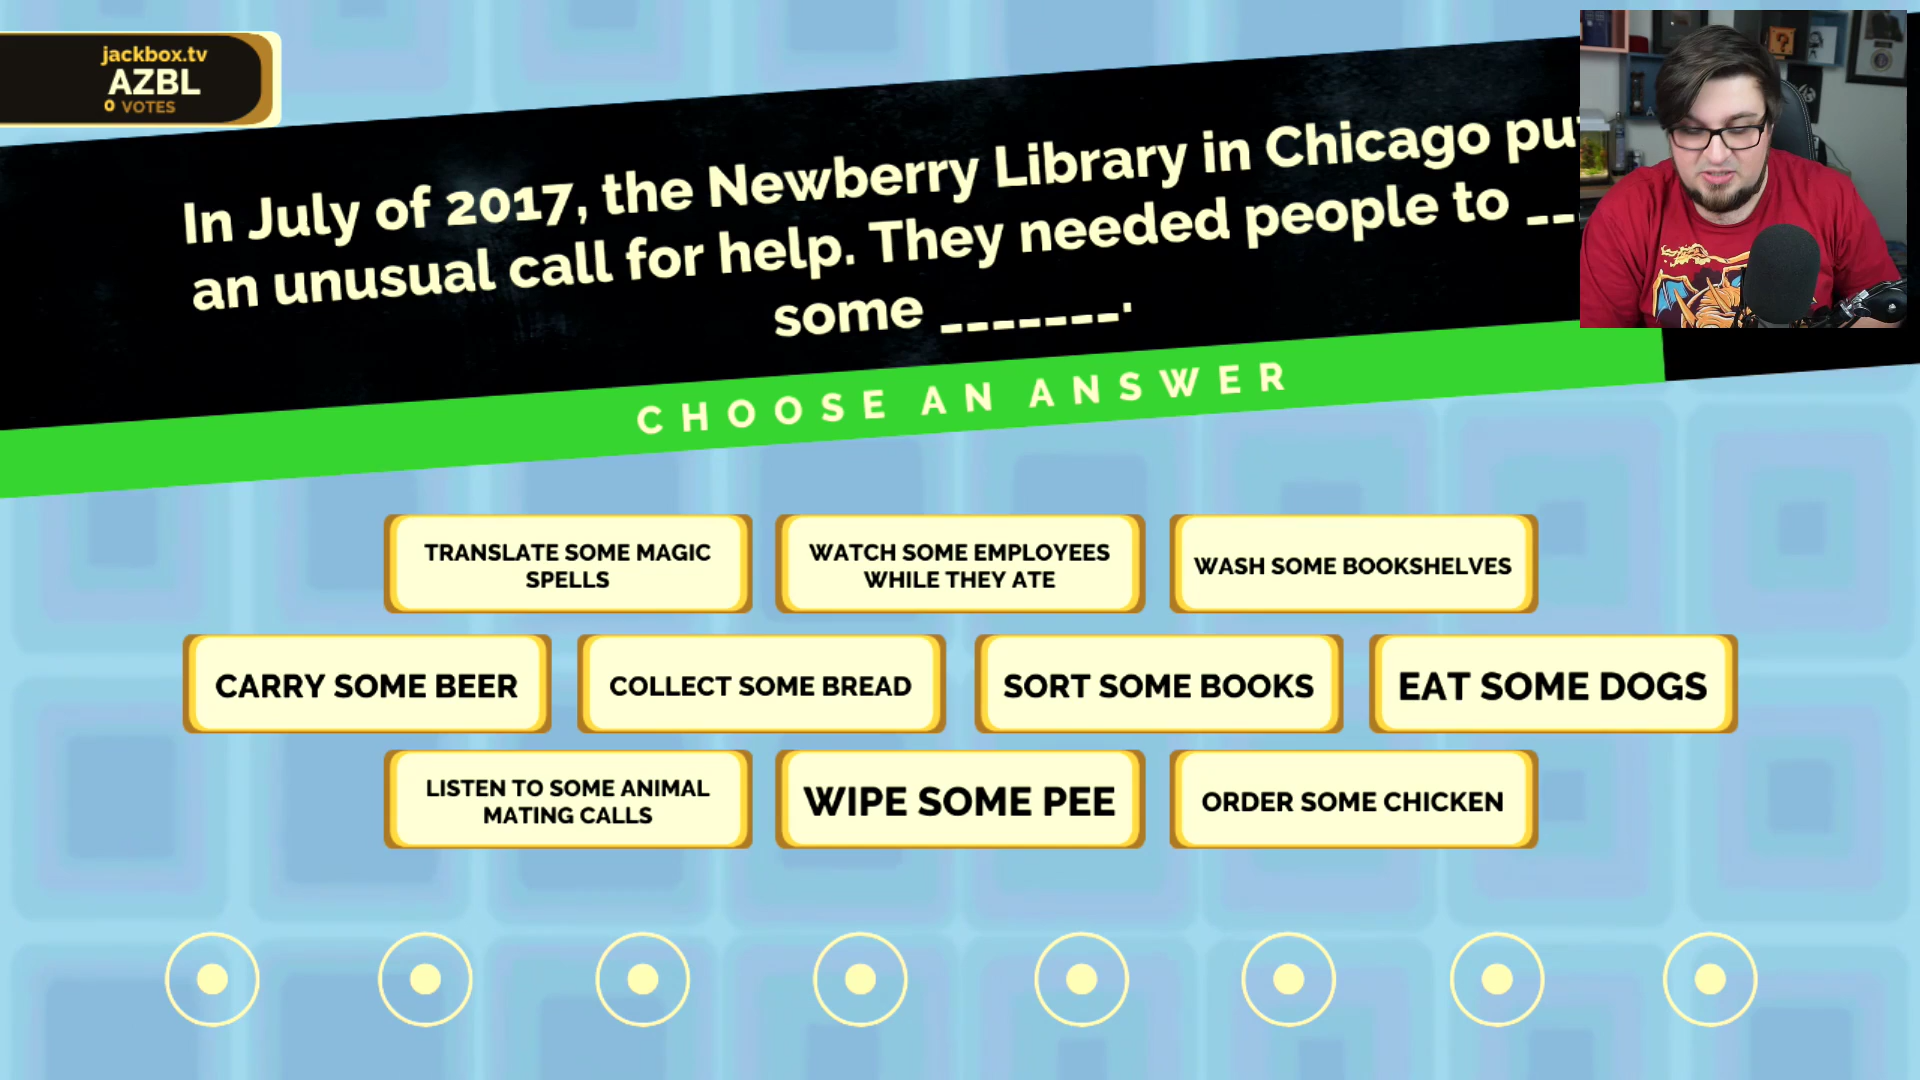 jackbox.tv
AZBL
0 VOTES
In July of 2017, the Newberry Library in Chicago
an unusual call for help. They needed people to __
some _______.
CHOOSE AN ANSWER
TRANSLATE SOME MAGIC
SPELLS
WATCH SOME EMPLOYEES
WHILE THEY ATE
WASH SOME BOOKSHELVES
CARRY SOME BEER
COLLECT SOME BREAD
SORT SOME BOOKS
EAT SOME DOGS
LISTEN TO SOME ANIMAL
MATING CALLS
WIPE SOME PEE
ORDER SOME CHICKEN